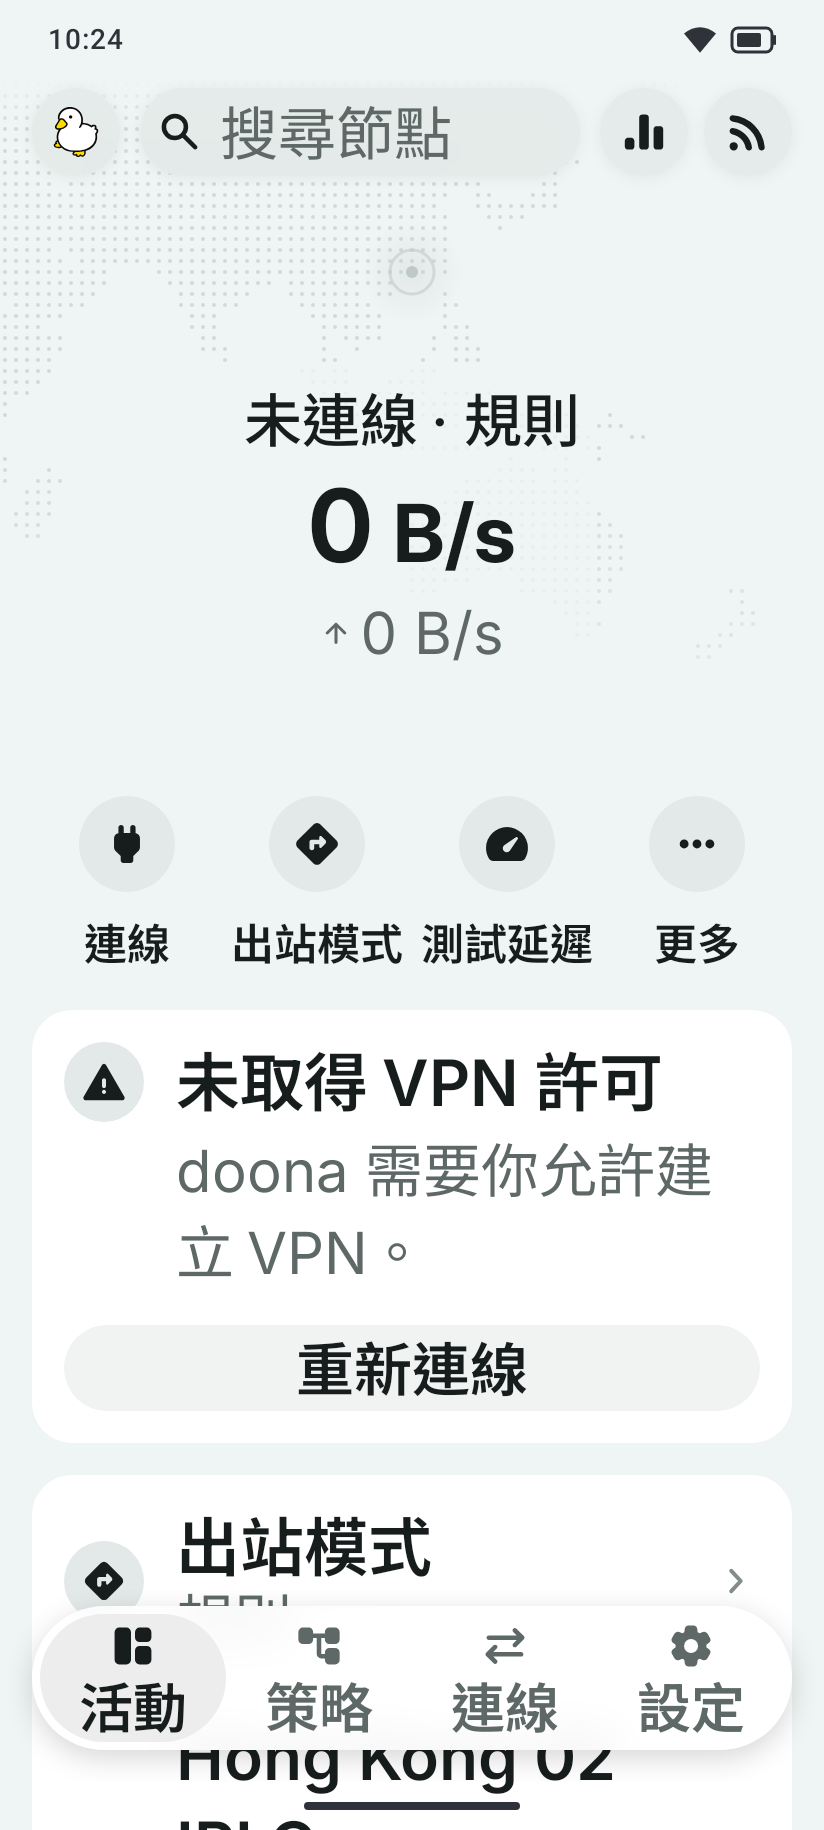 10:24
搜尋節點
未連線 · 規則
0 B/s
↑ 0 B/s
連線
出站模式
測試延遲
更多
未取得 VPN 許可
doona 需要你允許建
立 VPN。
重新連線
出站模式
規則
活動
策略
連線
設定
Hong Kong 02